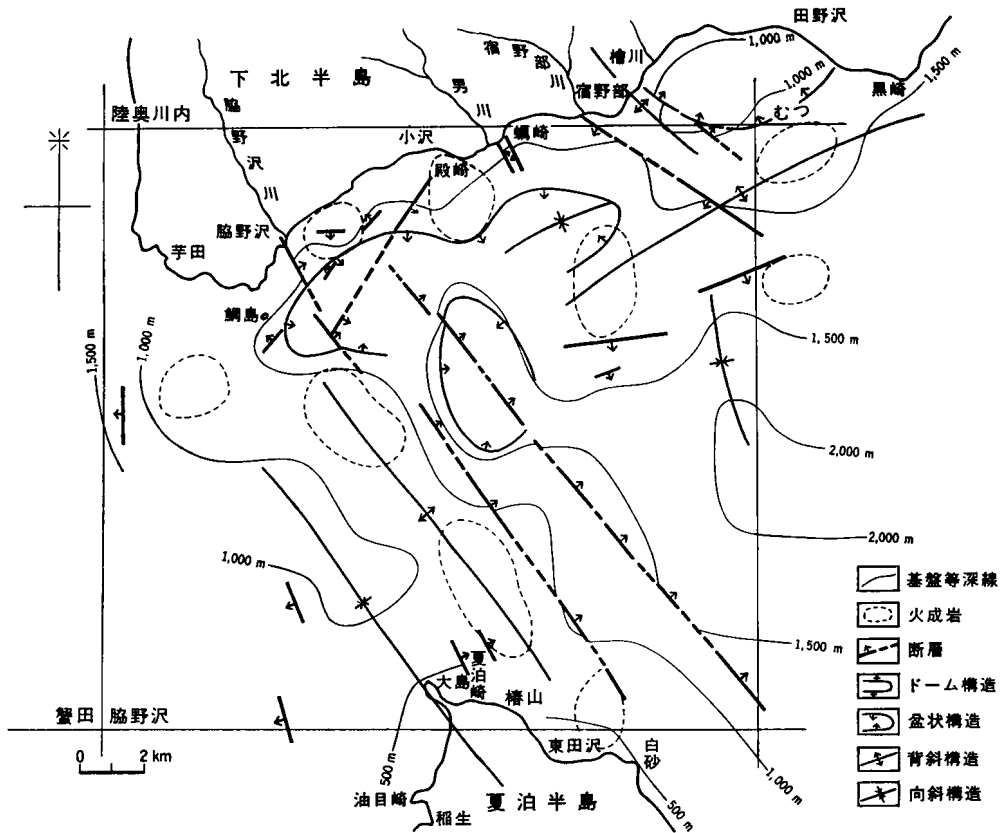 田野沢
1,000 m
1,000 m
1,500 m
黒崎
むつ
檜川
宿野部川
宿野部
下北半島
男川
陸奥川内
脇野沢川
小沢
蠣崎
殿崎
脇野沢
芋田
鯛島
1,500 m
1,000 m
1,500 m
2,000 m
2,000 m
1,000 m
1,500 m
1,000 m
500 m
500 m
大島
夏泊崎
椿山
蟹田
脇野沢
0 2 km
東田沢
白砂
油目崎
稲生
夏泊半島
基盤等深線
火成岩
断層
ドーム構造
盆状構造
背斜構造
向斜構造